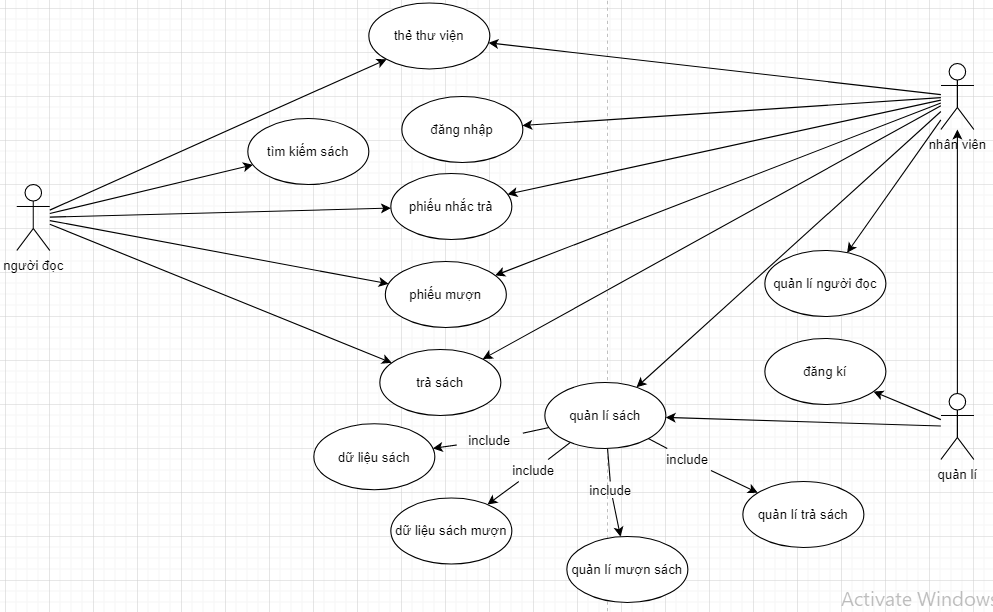 thẻ thư viện
đăng nhập
tìm kiếm sách
nhân viên
phiếu nhắc trả
người đọc
quản lí người đọc
phiếu mượn
đăng kí
trả sách
quản lí sách
include
dữ liệu sách
include
include
quản lí
include
quản lí trả sách
dữ liệu sách mượn
quản lí mượn sách
Activate Windows